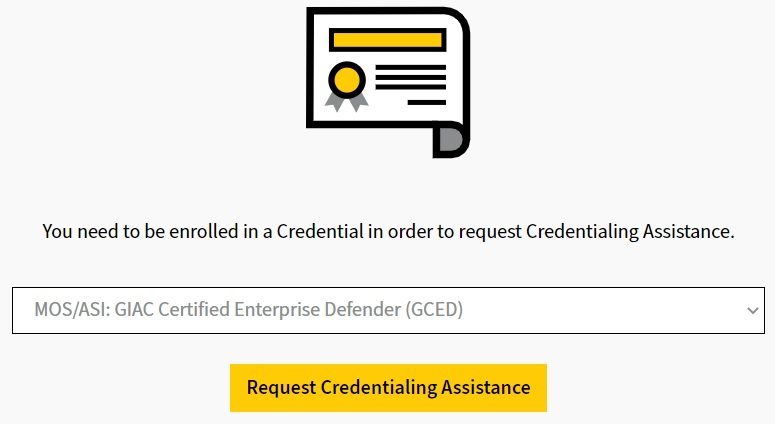 You need to be enrolled in a Credential in order to request Credentialing Assistance.
MOS/ASI: GIAC Certified Enterprise Defender (GCED)
Request Credentialing Assistance